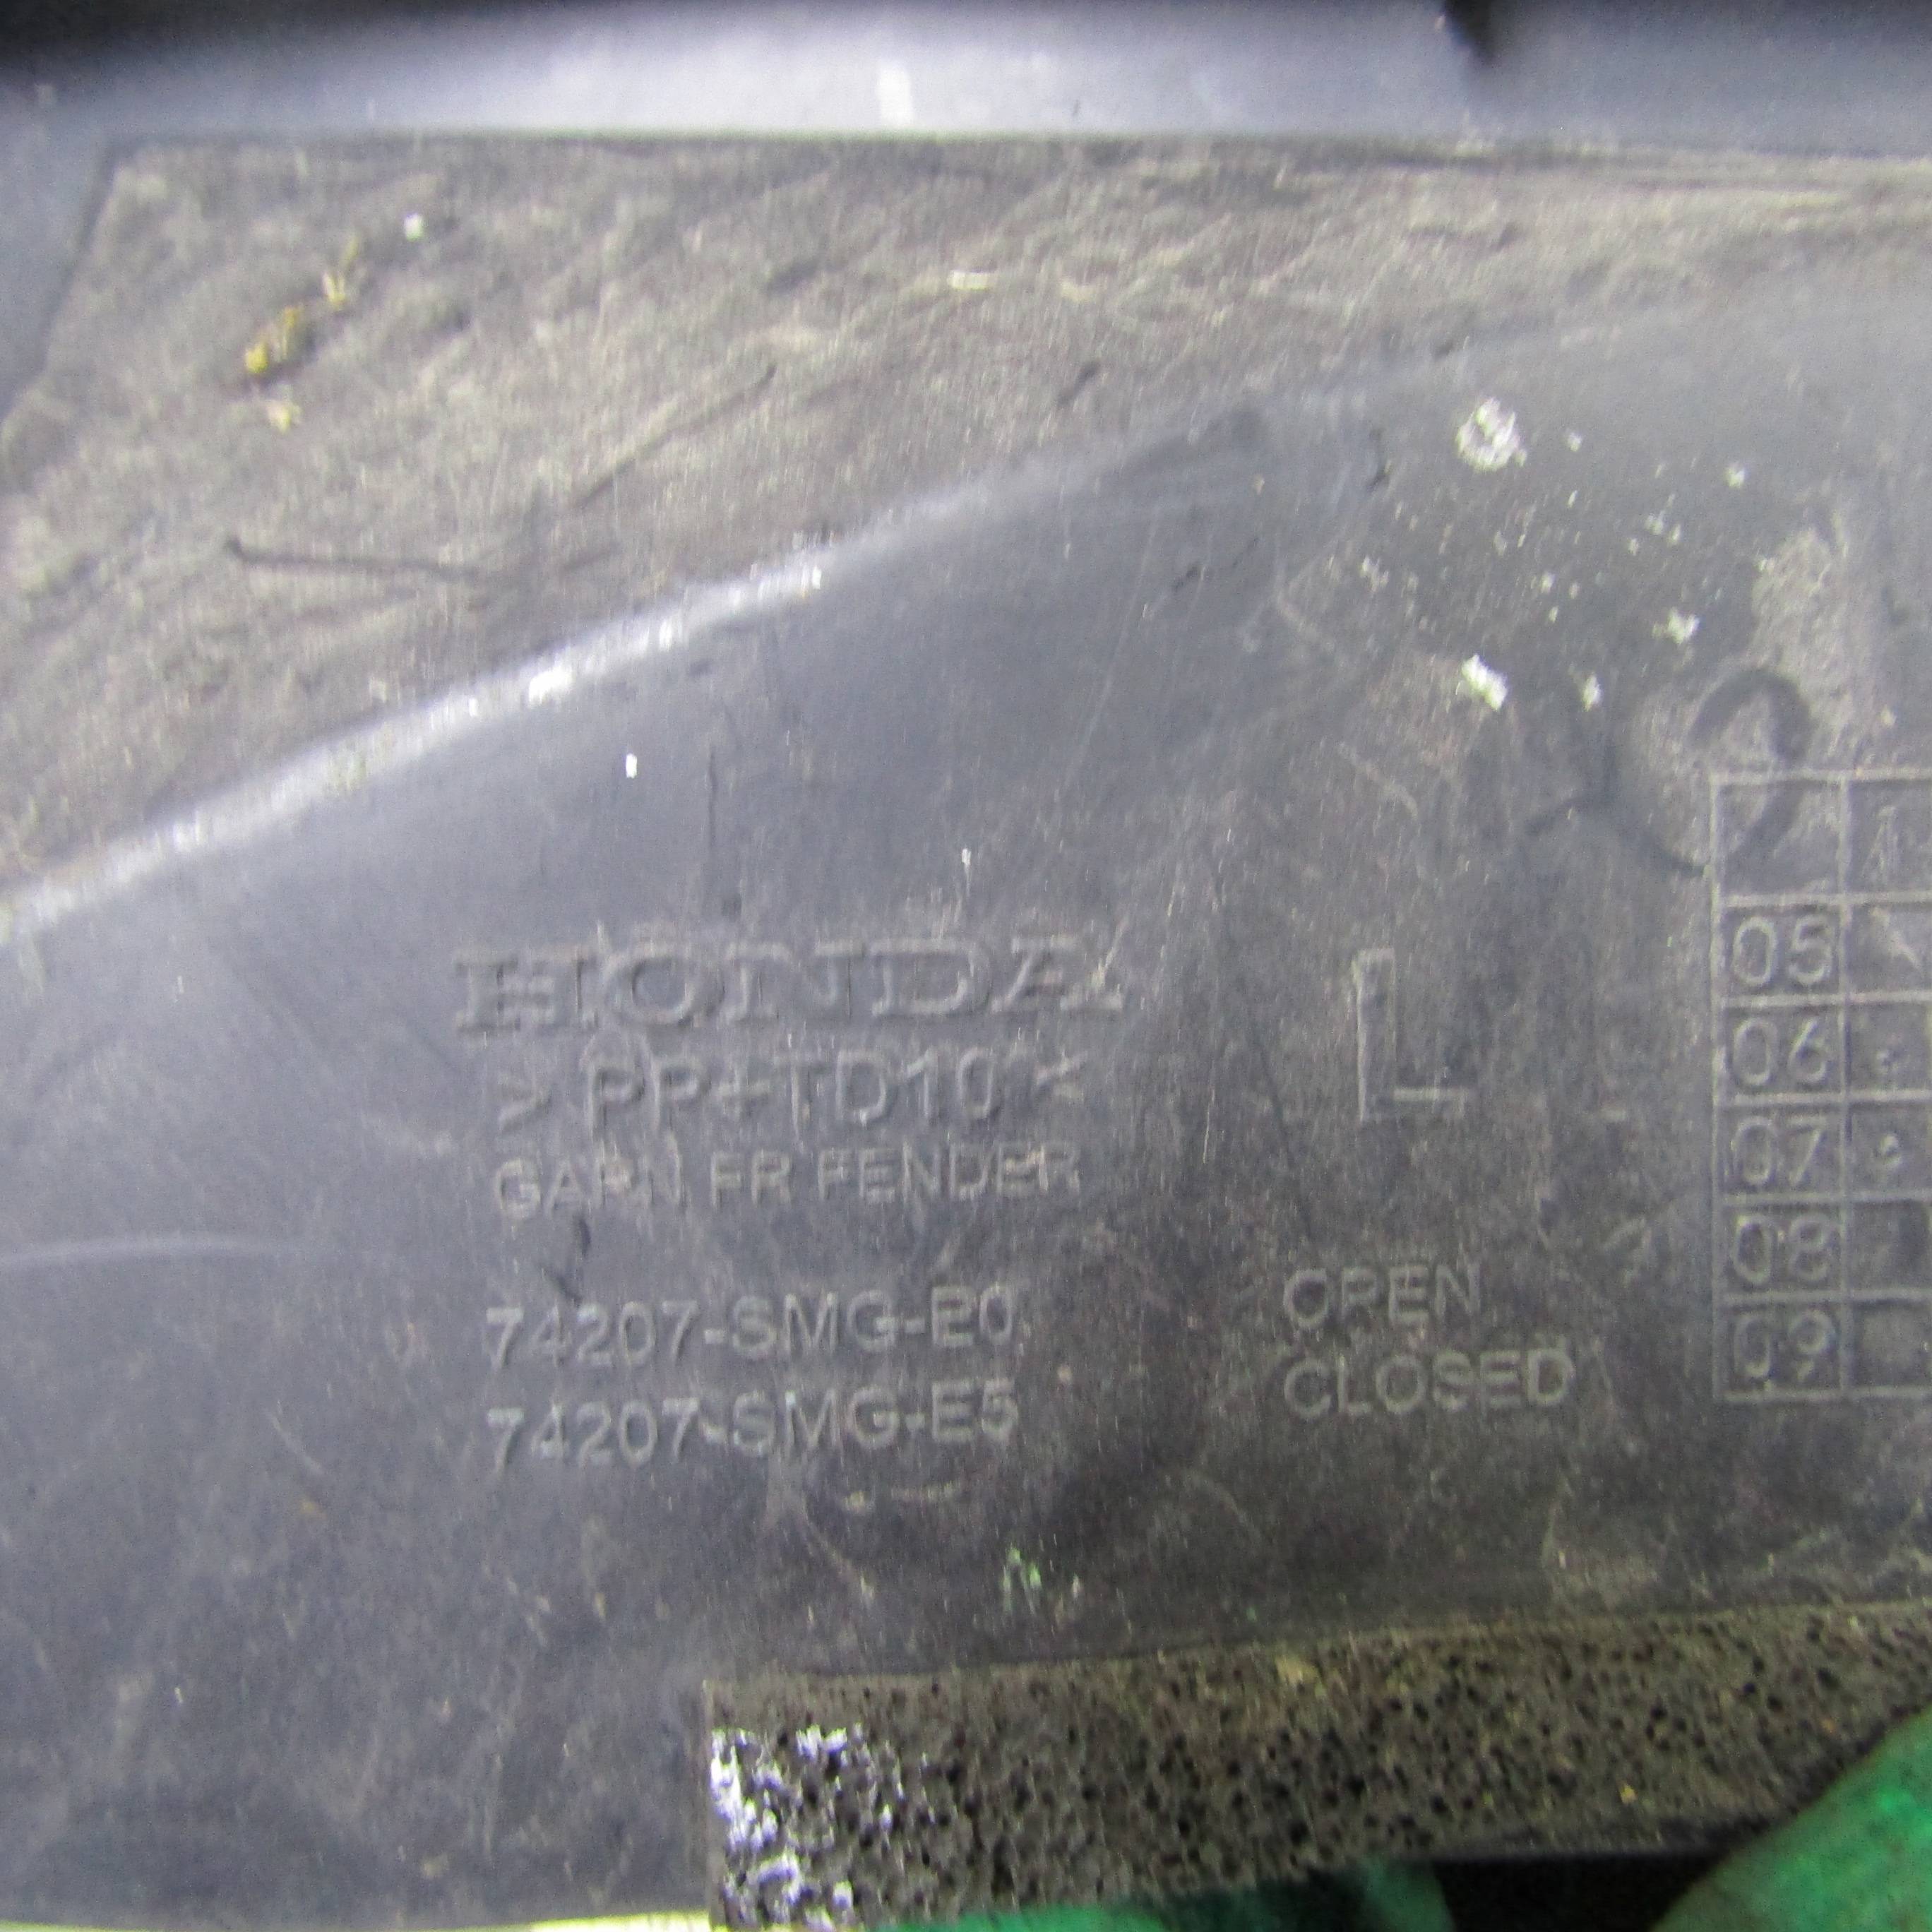 HONDA
> PP+TD10 <
GARN FR FENDER
L
74207-SMG-E0 OPEN
74207-SMG-E5 CLOSED
05
06
07
08
09